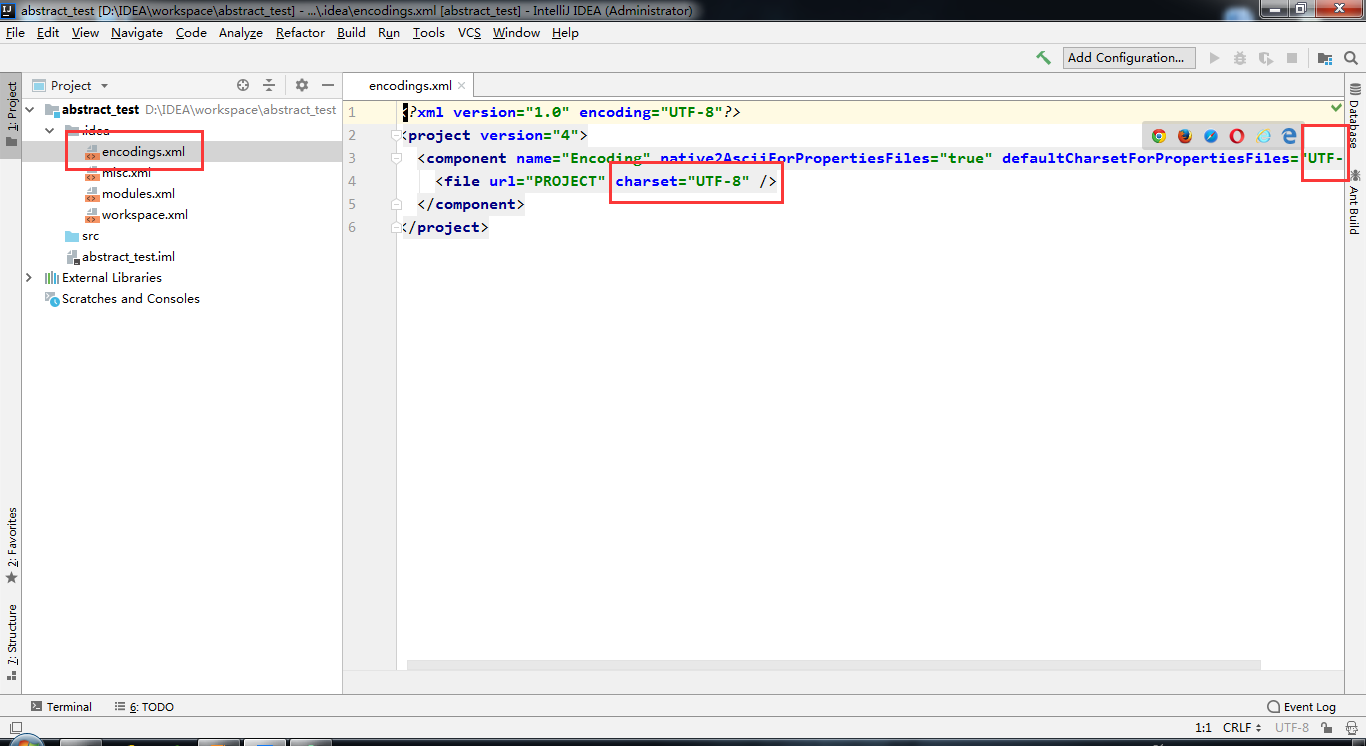 abstract_test [D:\IDEA\workspace\abstract_test] - ...\.idea\encodings.xml [abstract_test] - IntelliJ IDEA (Administrator)
File Edit View Navigate Code Analyze Refactor Build Run Tools VCS Window Help
Add Configuration...
1: Project
Project
encodings.xml
abstract_test D:\IDEA\workspace\abstract_test
.idea
encodings.xml
misc.xml
modules.xml
workspace.xml
src
abstract_test.iml
External Libraries
Scratches and Consoles
1 <?xml version="1.0" encoding="UTF-8"?>
2 <project version="4">
3 <component name="Encoding" native2AsciiForPropertiesFiles="true" defaultCharsetForPropertiesFiles="UTF-
4 <file url="PROJECT" charset="UTF-8" />
5 </component>
6 </project>
Database
Ant Build
2: Favorites
7: Structure
Terminal 6: TODO Event Log
1:1 CRLF UTF-8